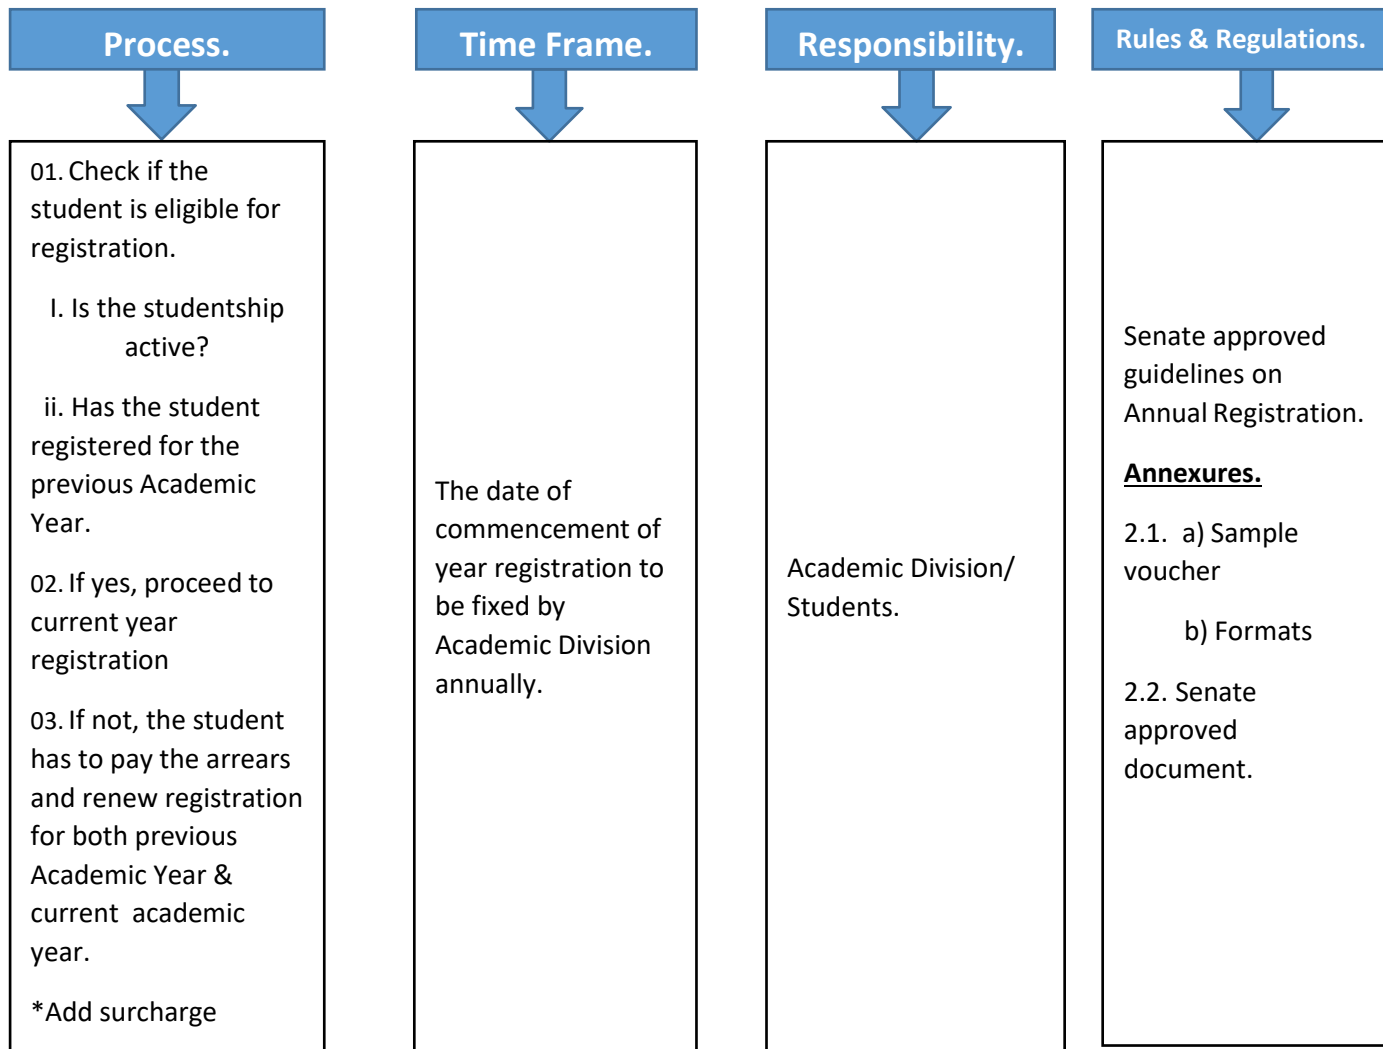 Process.
Time Frame.
Responsibility.
Rules & Regulations.
01. Check if the
student is eligible for
registration.
I. Is the studentship
active?
ii. Has the student
registered for the
previous Academic
Year.
02. If yes, proceed to
current year
registration
03. If not, the student
has to pay the arrears
and renew registration
for both previous
Academic Year &
current academic
year.
*Add surcharge
The date of
commencement of
year registration to
be fixed by
Academic Division
annually.
Academic Division/
Students.
Senate approved
guidelines on
Annual Registration.
Annexures.
2.1. a) Sample
voucher
b) Formats
2.2. Senate
approved
document.